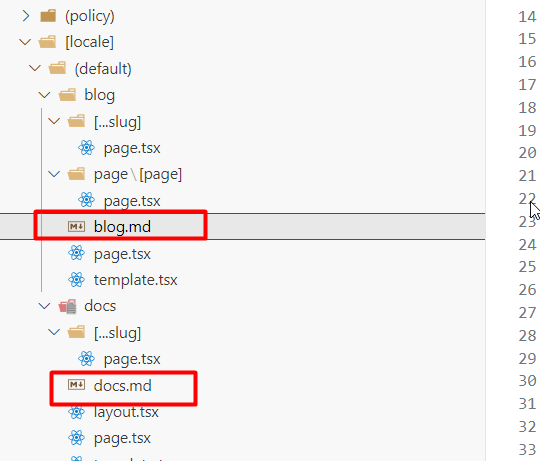 (policy)
[locale]
(default)
blog
[...slug]
page.tsx
page\[page]
page.tsx
blog.md
page.tsx
template.tsx
docs
[...slug]
page.tsx
docs.md
layout.tsx
page.tsx
14
15
16
17
18
19
20
21
22
23
24
25
26
27
28
29
30
31
32
33